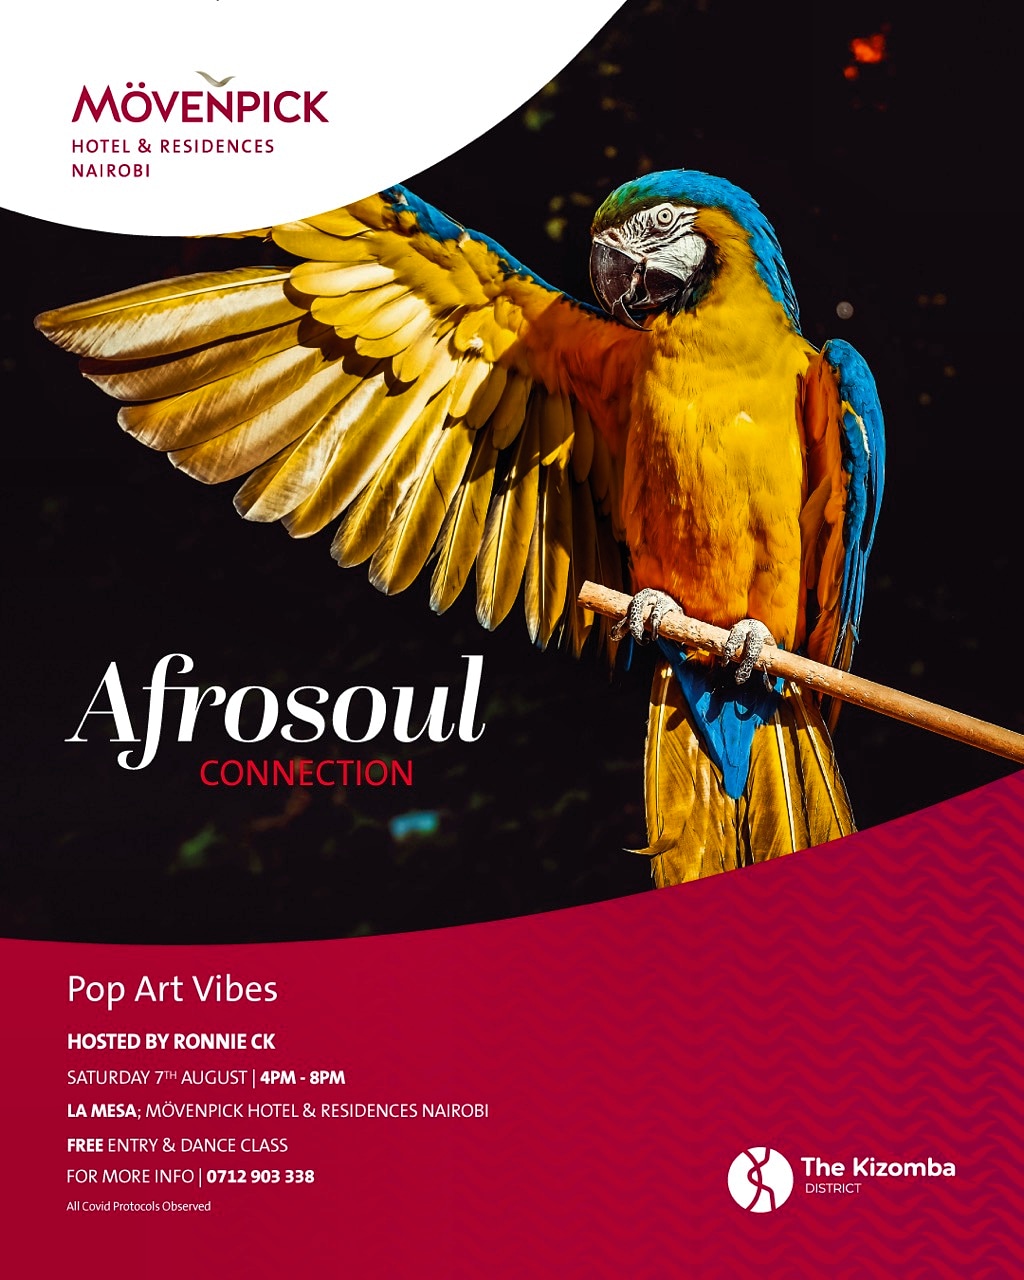 MÖVENPICK
HOTEL & RESIDENCES
NAIROBI
Afrosoul
CONNECTION
Pop Art Vibes
HOSTED BY RONNIE CK
SATURDAY 7TH AUGUST | 4PM - 8PM
LA MESA; MÖVENPICK HOTEL & RESIDENCES NAIROBI
FREE ENTRY & DANCE CLASS
FOR MORE INFO | 0712 903 338
All Covid Protocols Observed
The Kizomba
DISTRICT